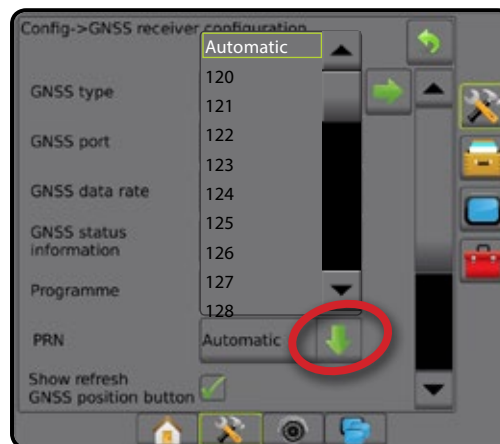 Config->GNSS receiver configuration
Automatic
120
121
122
123
124
125
126
127
128
GNSS type
GNSS port
GNSS data rate
GNSS status
information
Programme
PRN
Automatic
Show refresh
GNSS position button